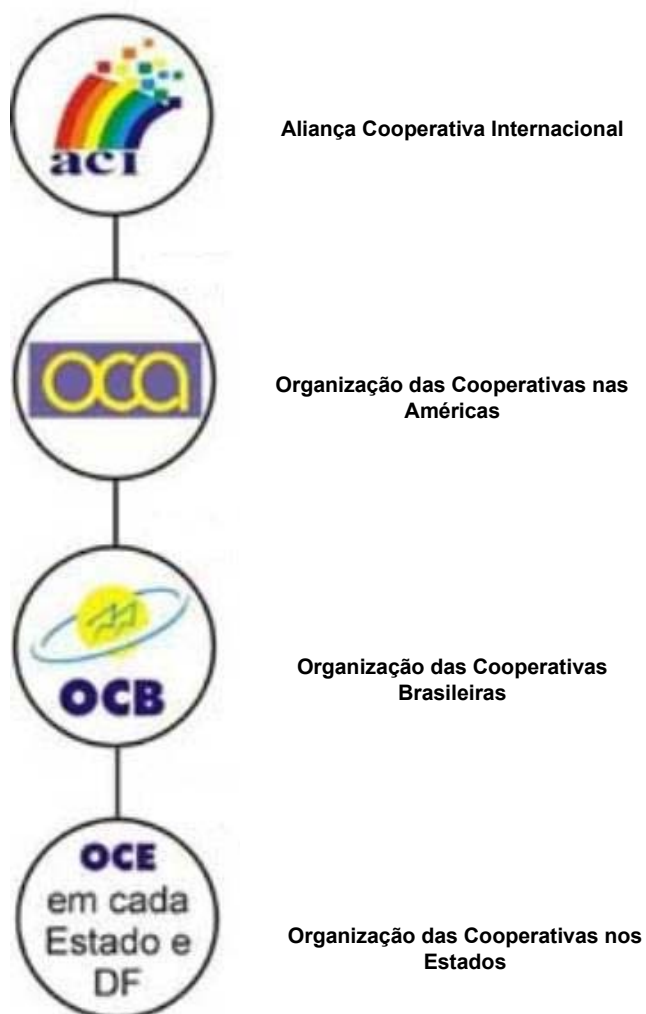 aci
Aliança Cooperativa Internacional
oca
Organização das Cooperativas nas
Américas
OCB
Organização das Cooperativas
Brasileiras
OCE
em cada
Estado e
DF
Organização das Cooperativas nos
Estados